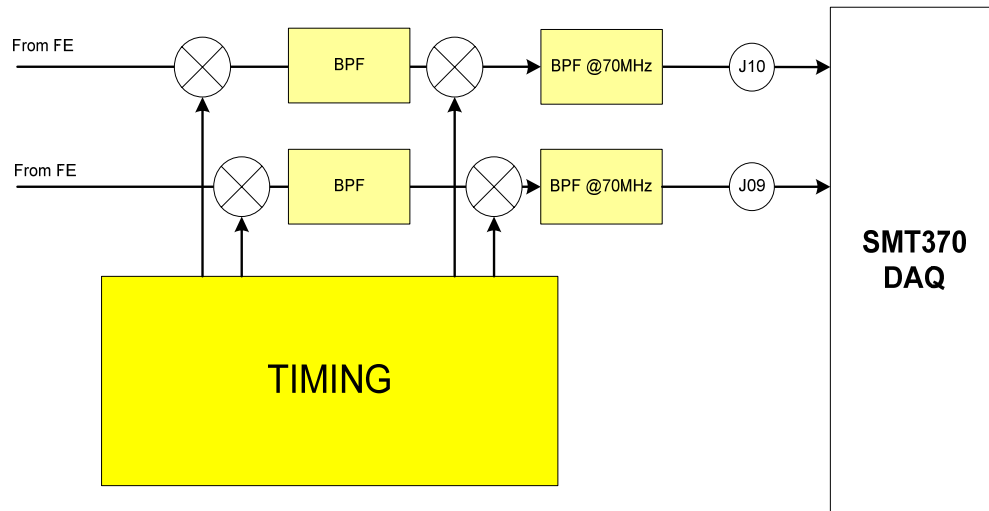 From FE
BPF
BPF @70MHz
J10
From FE
BPF
BPF @70MHz
J09
SMT370
DAQ
TIMING